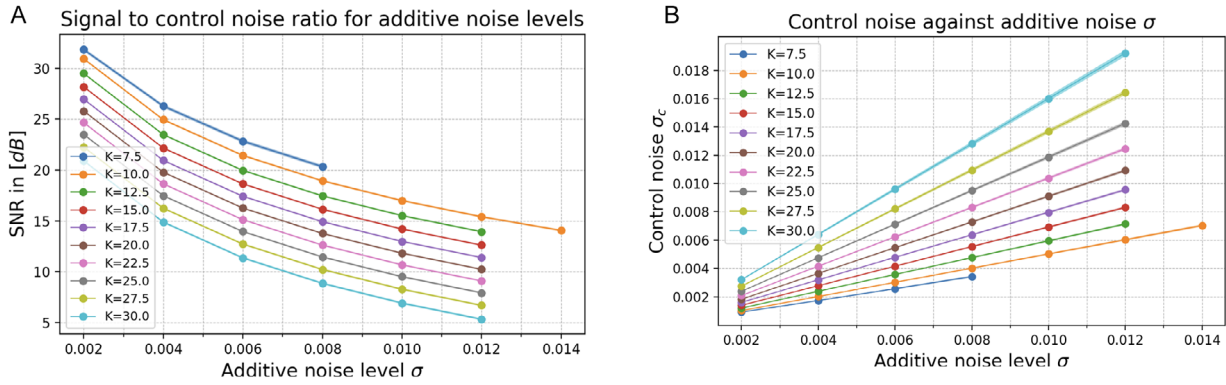 A
Signal to control noise ratio for additive noise levels
SNR in [dB]
30
25
20
15
10
5
K=7.5
K=10.0
K=12.5
K=15.0
K=17.5
K=20.0
K=22.5
K=25.0
K=27.5
K=30.0
0.002 0.004 0.006 0.008 0.010 0.012 0.014
Additive noise level σ
B
Control noise against additive noise σ
Control noise σc
0.018
0.016
0.014
0.012
0.010
0.008
0.006
0.004
0.002
K=7.5
K=10.0
K=12.5
K=15.0
K=17.5
K=20.0
K=22.5
K=25.0
K=27.5
K=30.0
0.002 0.004 0.006 0.008 0.010 0.012 0.014
Additive noise level σ